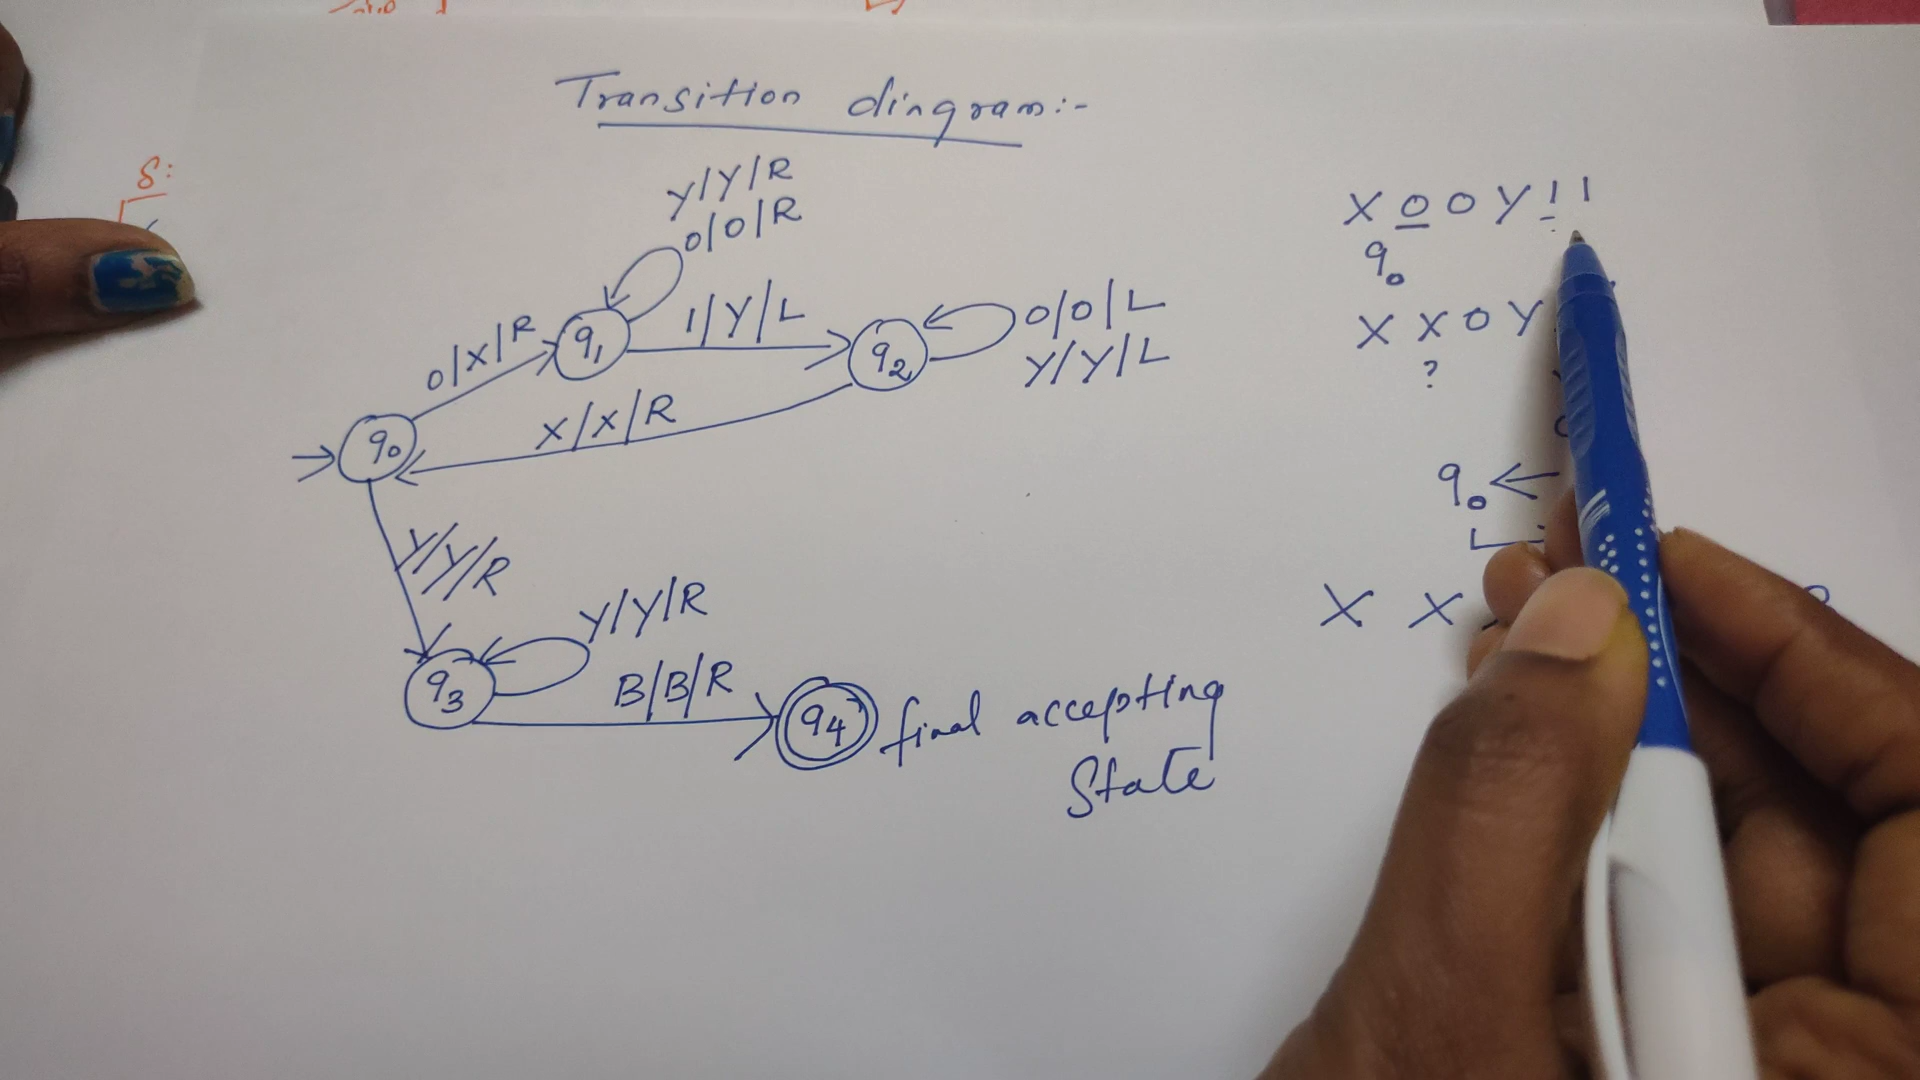 Transition diagram:-
δ:
Y/Y/R
0/0/R
X 0 0 Y 1 1
q0
0/X/R
q1
1/Y/L
q2
0/0/L
Y/Y/L
X X 0 Y
?
X/X/R
q0
q0 ←
Y/Y/R
Y/Y/R
X X
q3
B/B/R
q4
final accepting
State